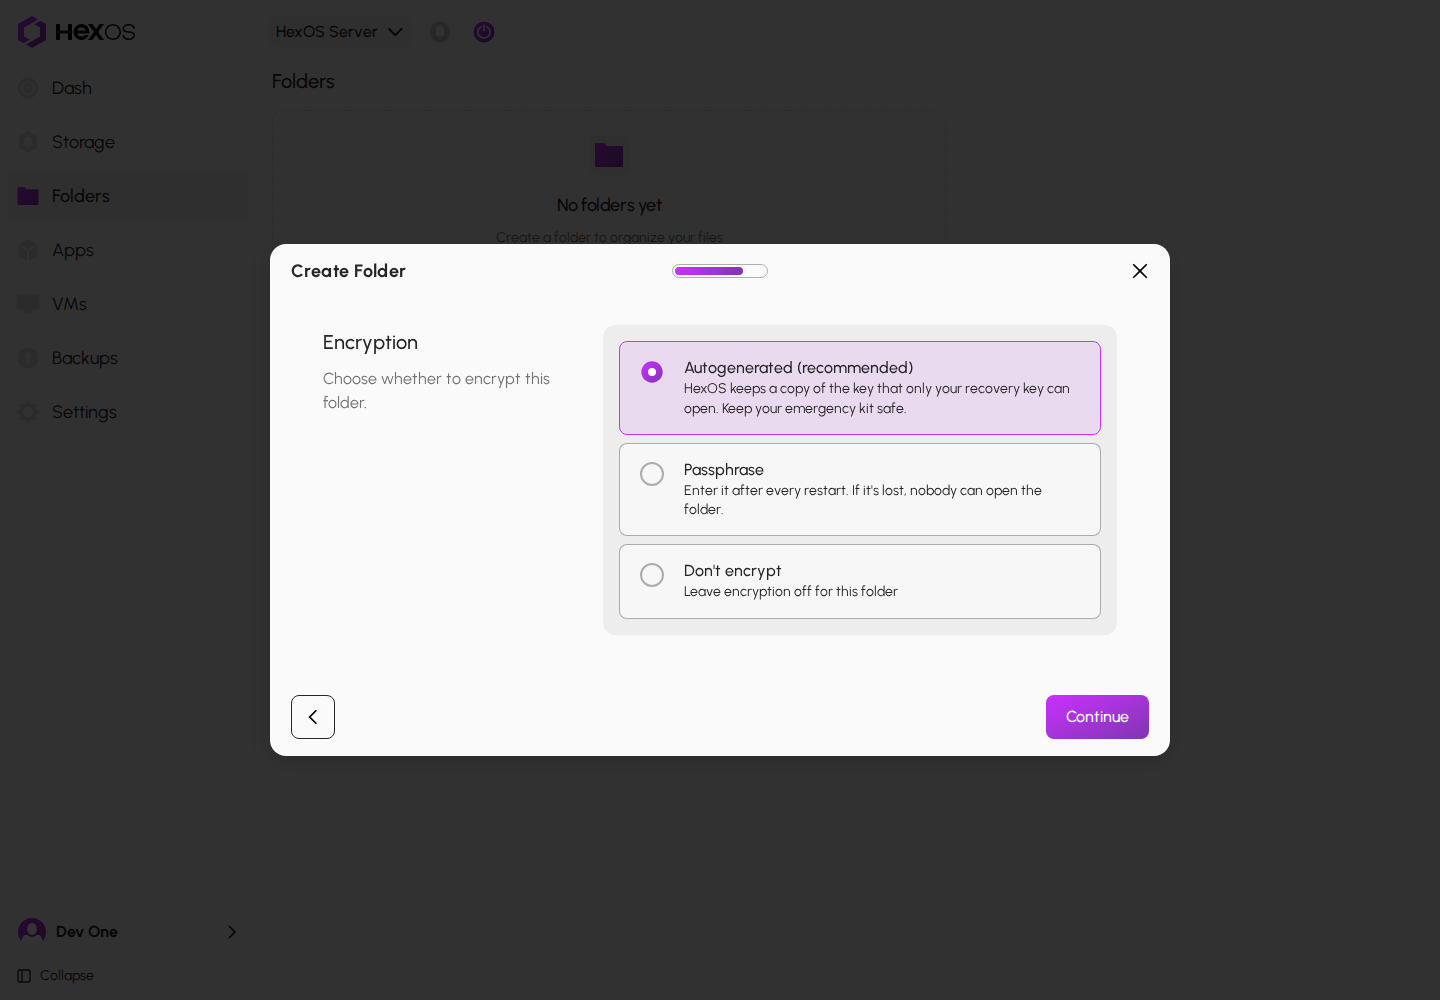 HexOS
HexOS Server
Dash
Storage
Folders
Apps
VMs
Backups
Settings
Folders
No folders yet
Create a folder to organize your files
Create Folder
Encryption
Choose whether to encrypt this
folder.
Autogenerated (recommended)
HexOS keeps a copy of the key that only your recovery key can
open. Keep your emergency kit safe.
Passphrase
Enter it after every restart. If it's lost, nobody can open the
folder.
Don't encrypt
Leave encryption off for this folder
Continue
Dev One
Collapse